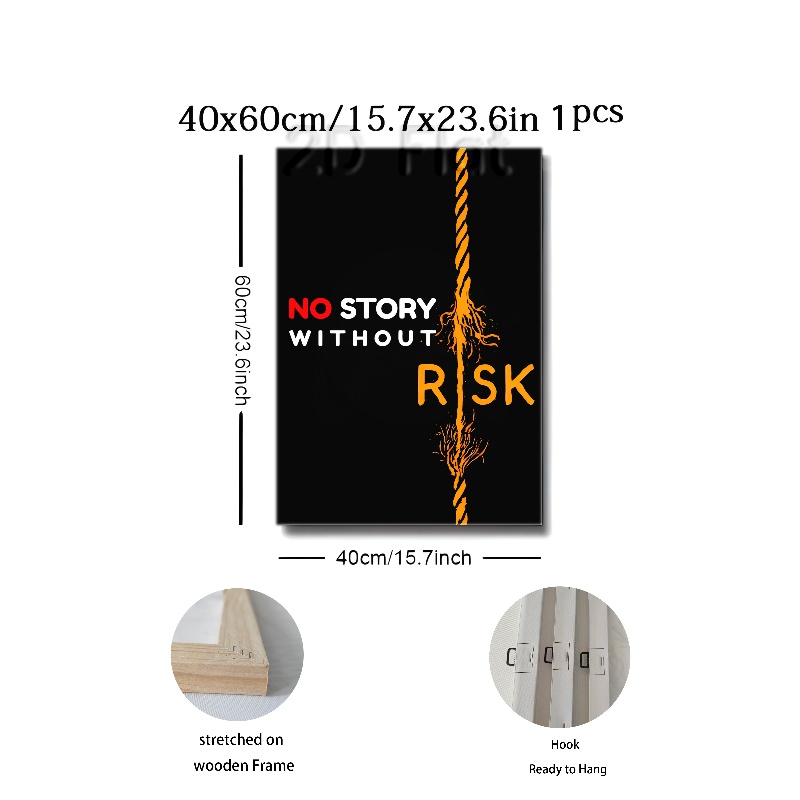 40x60cm/15.7x23.6in 1pcs
2D Flat
60cm/23.6inch
NO STORY
WITHOUT
RISK
40cm/15.7inch
stretched on
wooden Frame
Hook
Ready to Hang